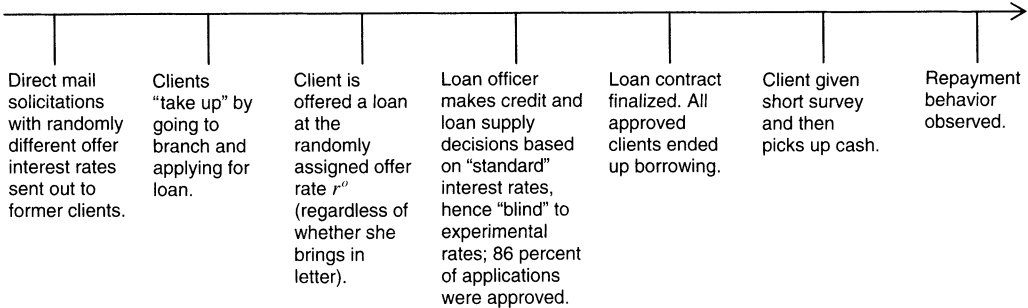 Direct mail
solicitations
with randomly
different offer
interest rates
sent out to
former clients.
Clients
“take up” by
going to
branch and
applying for
loan.
Client is
offered a loan
at the
randomly
assigned offer
rate rᵒ
(regardless of
whether she
brings in
letter).
Loan officer
makes credit and
loan supply
decisions based
on “standard”
interest rates,
hence “blind” to
experimental
rates; 86 percent
of applications
were approved.
Loan contract
finalized. All
approved
clients ended
up borrowing.
Client given
short survey
and then
picks up cash.
Repayment
behavior
observed.